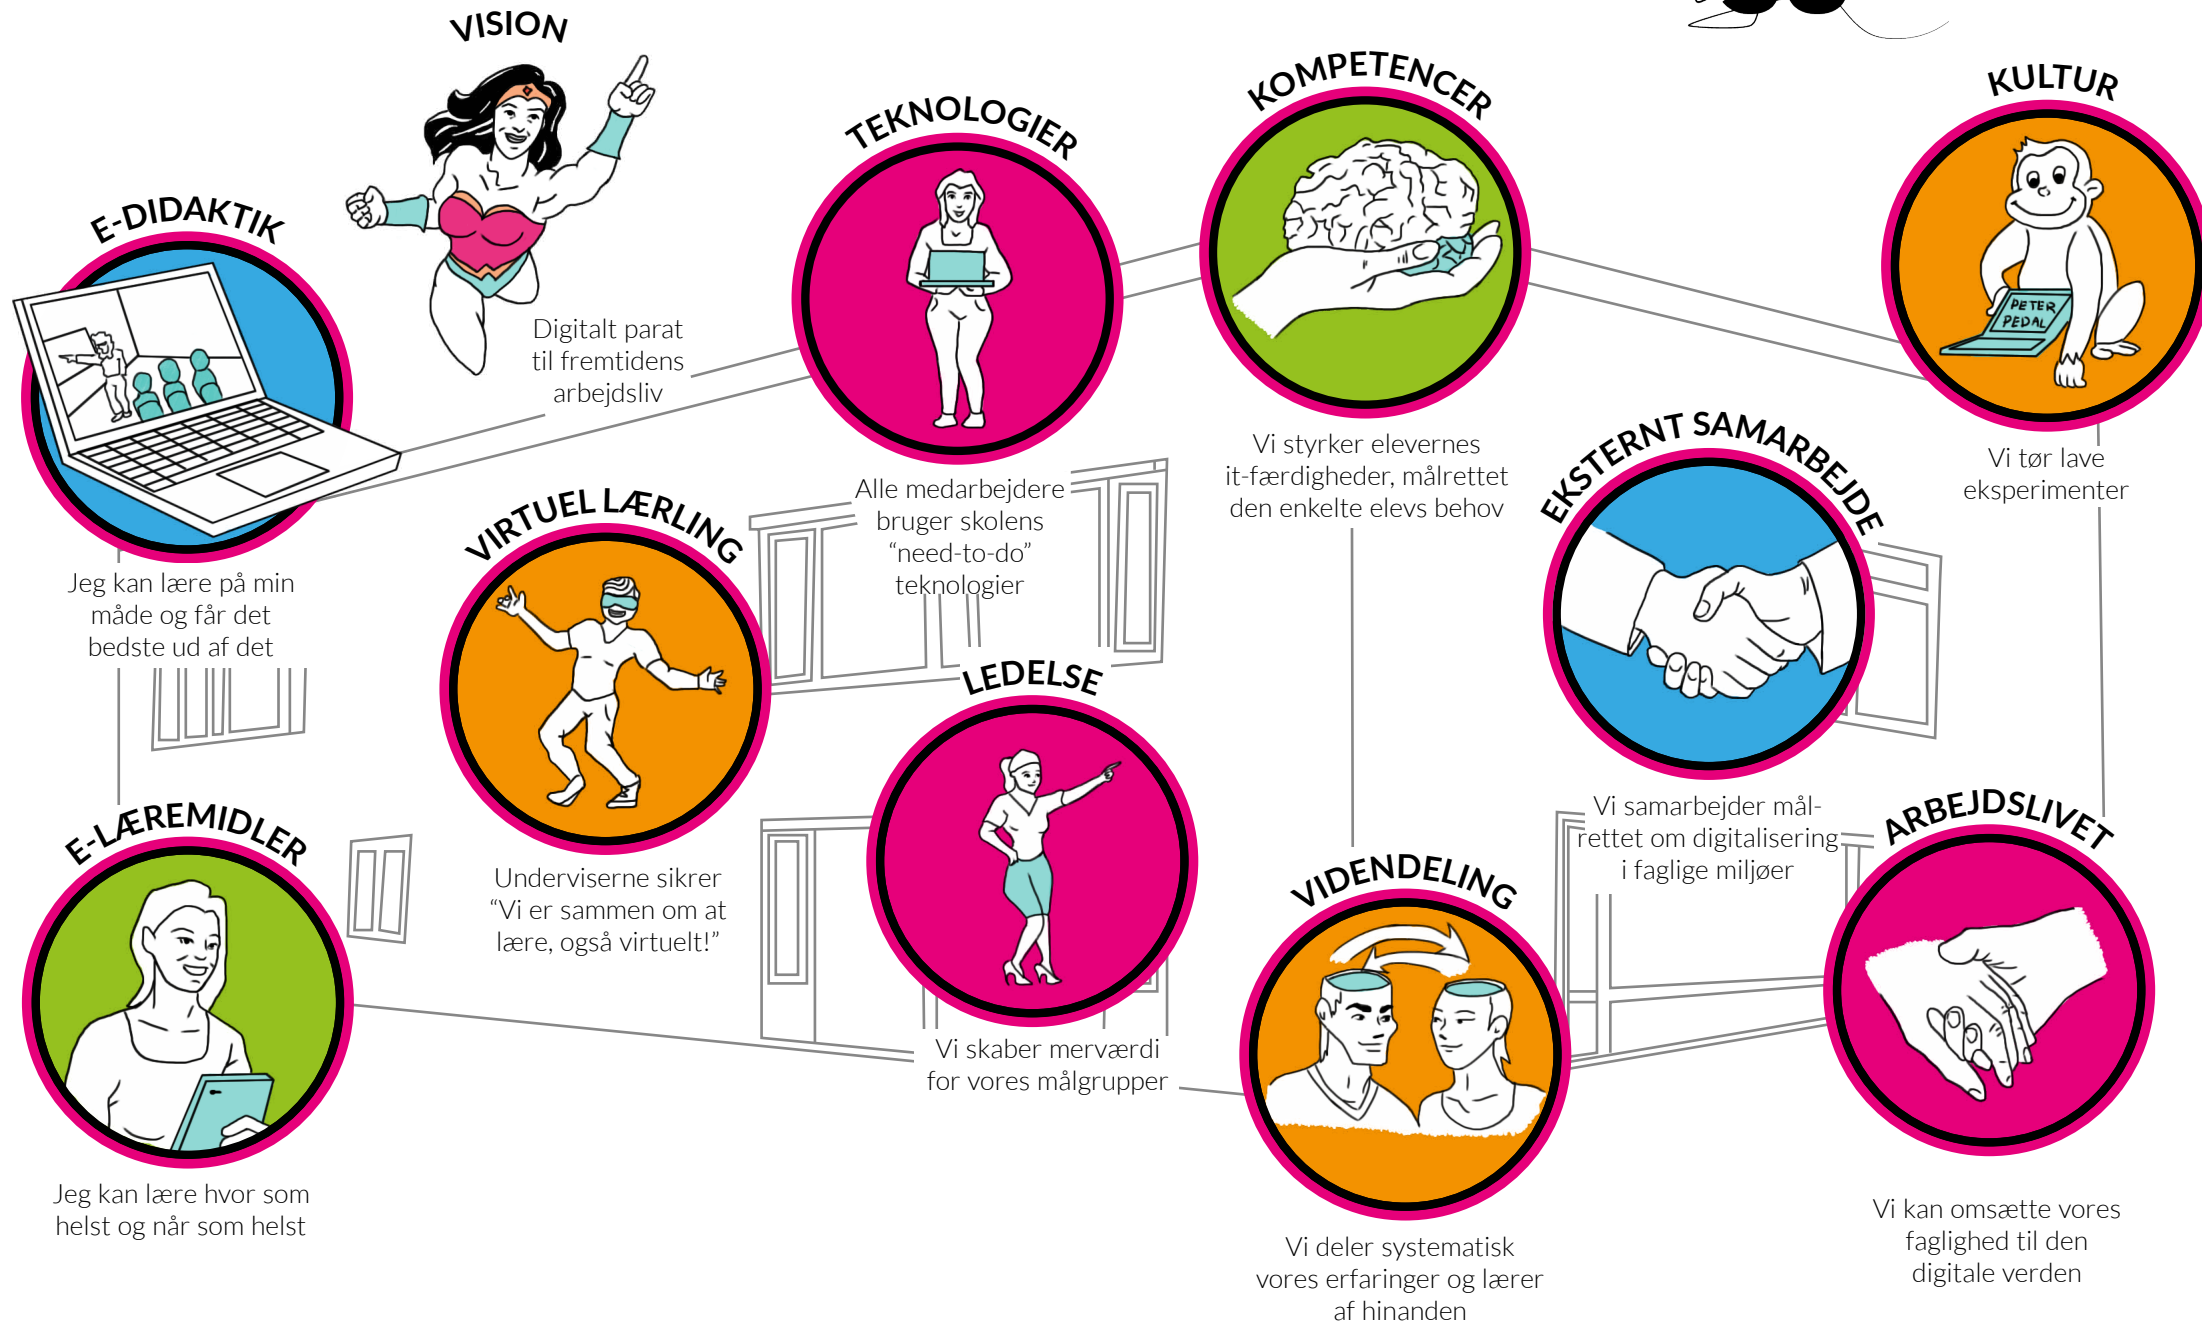 VISION
Digitalt parat
til fremtidens
arbejdsliv
E-DIDAKTIK
Jeg kan lære på min
måde og får det
bedste ud af det
TEKNOLOGIER
Alle medarbejdere
bruger skolens
“need-to-do”
teknologier
KOMPETENCER
Vi styrker elevernes
it-færdigheder, målrettet
den enkelte elevs behov
KULTUR
PETER
PEDAL
Vi tør lave
eksperimenter
VIRTUEL LÆRLING
Underviserne sikrer
“Vi er sammen om at
lære, også virtuelt!”
EKSTERNT SAMARBEJDE
Vi samarbejder mål-
rettet om digitalisering
i faglige miljøer
LEDELSE
Vi skaber merværdi
for vores målgrupper
E-LÆREMIDLER
Jeg kan lære hvor som
helst og når som helst
VIDENDELING
Vi deler systematisk
vores erfaringer og lærer
af hinanden
ARBEJDSLIVET
Vi kan omsætte vores
faglighed til den
digitale verden